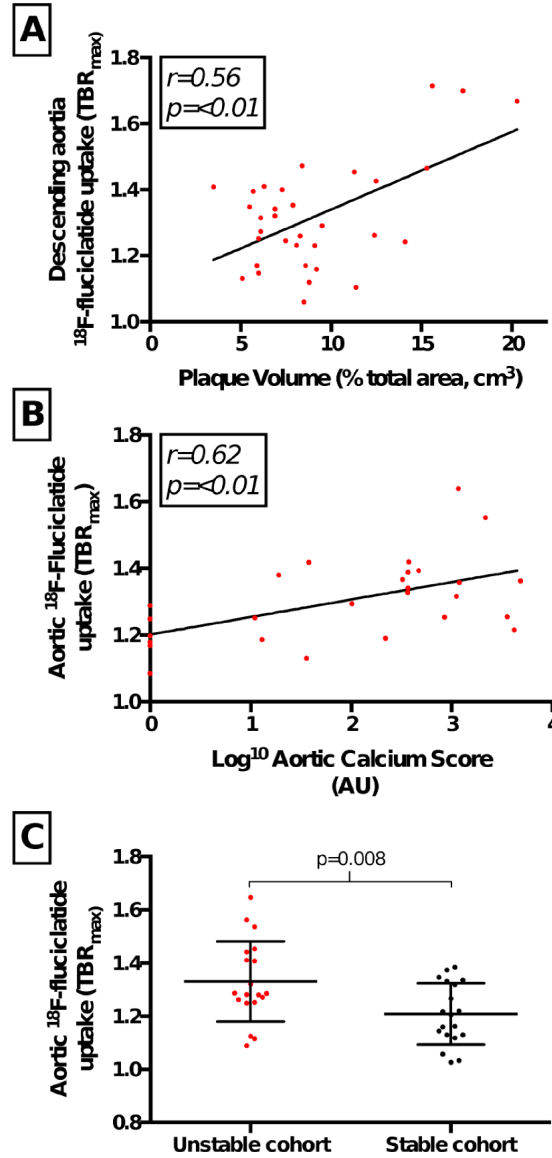 A
r=0.56
p=<0.01
Descending aortia
¹⁸F-fluciclatide uptake (TBRmax)
1.8
1.6
1.4
1.2
1.0
0 5 10 15 20
Plaque Volume (% total area, cm³)
B
r=0.62
p=<0.01
Aortic ¹⁸F-Fluciclatide
uptake (TBRmax)
1.8
1.6
1.4
1.2
1.0
0 1 2 3 4
Log¹⁰ Aortic Calcium Score
(AU)
C
p=0.008
Aortic ¹⁸F-fluciclatide
uptake (TBRmax)
1.8
1.6
1.4
1.2
1.0
0.8
Unstable cohort Stable cohort